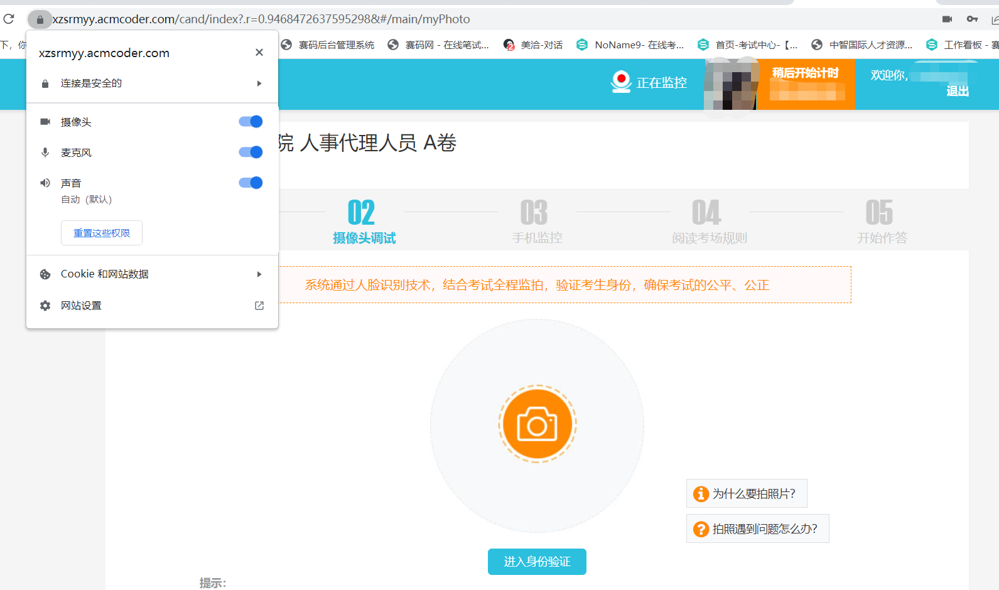 xzsrmyy.acmcoder.com/cand/index?.r=0.9468472637595298&#/main/myPhoto
下，你
赛码后台管理系统
赛码网 - 在线笔试...
2
美洽-对话
NoName9- 在线考...
首页-考试中心-【...
中智国际人才资源...
工作看板 - 赛
xzsrmyy.acmcoder.com
连接是安全的
摄像头
麦克风
声音
自动（默认）
重置这些权限
Cookie 和网站数据
网站设置
正在监控
稍后开始计时
欢迎你,
退出
院 人事代理人员 A卷
02
摄像头调试
03
手机监控
04
阅读考场规则
05
开始作答
系统通过人脸识别技术，结合考试全程监拍，验证考生身份，确保考试的公平、公正
为什么要拍照片?
拍照遇到问题怎么办?
进入身份验证
提示: